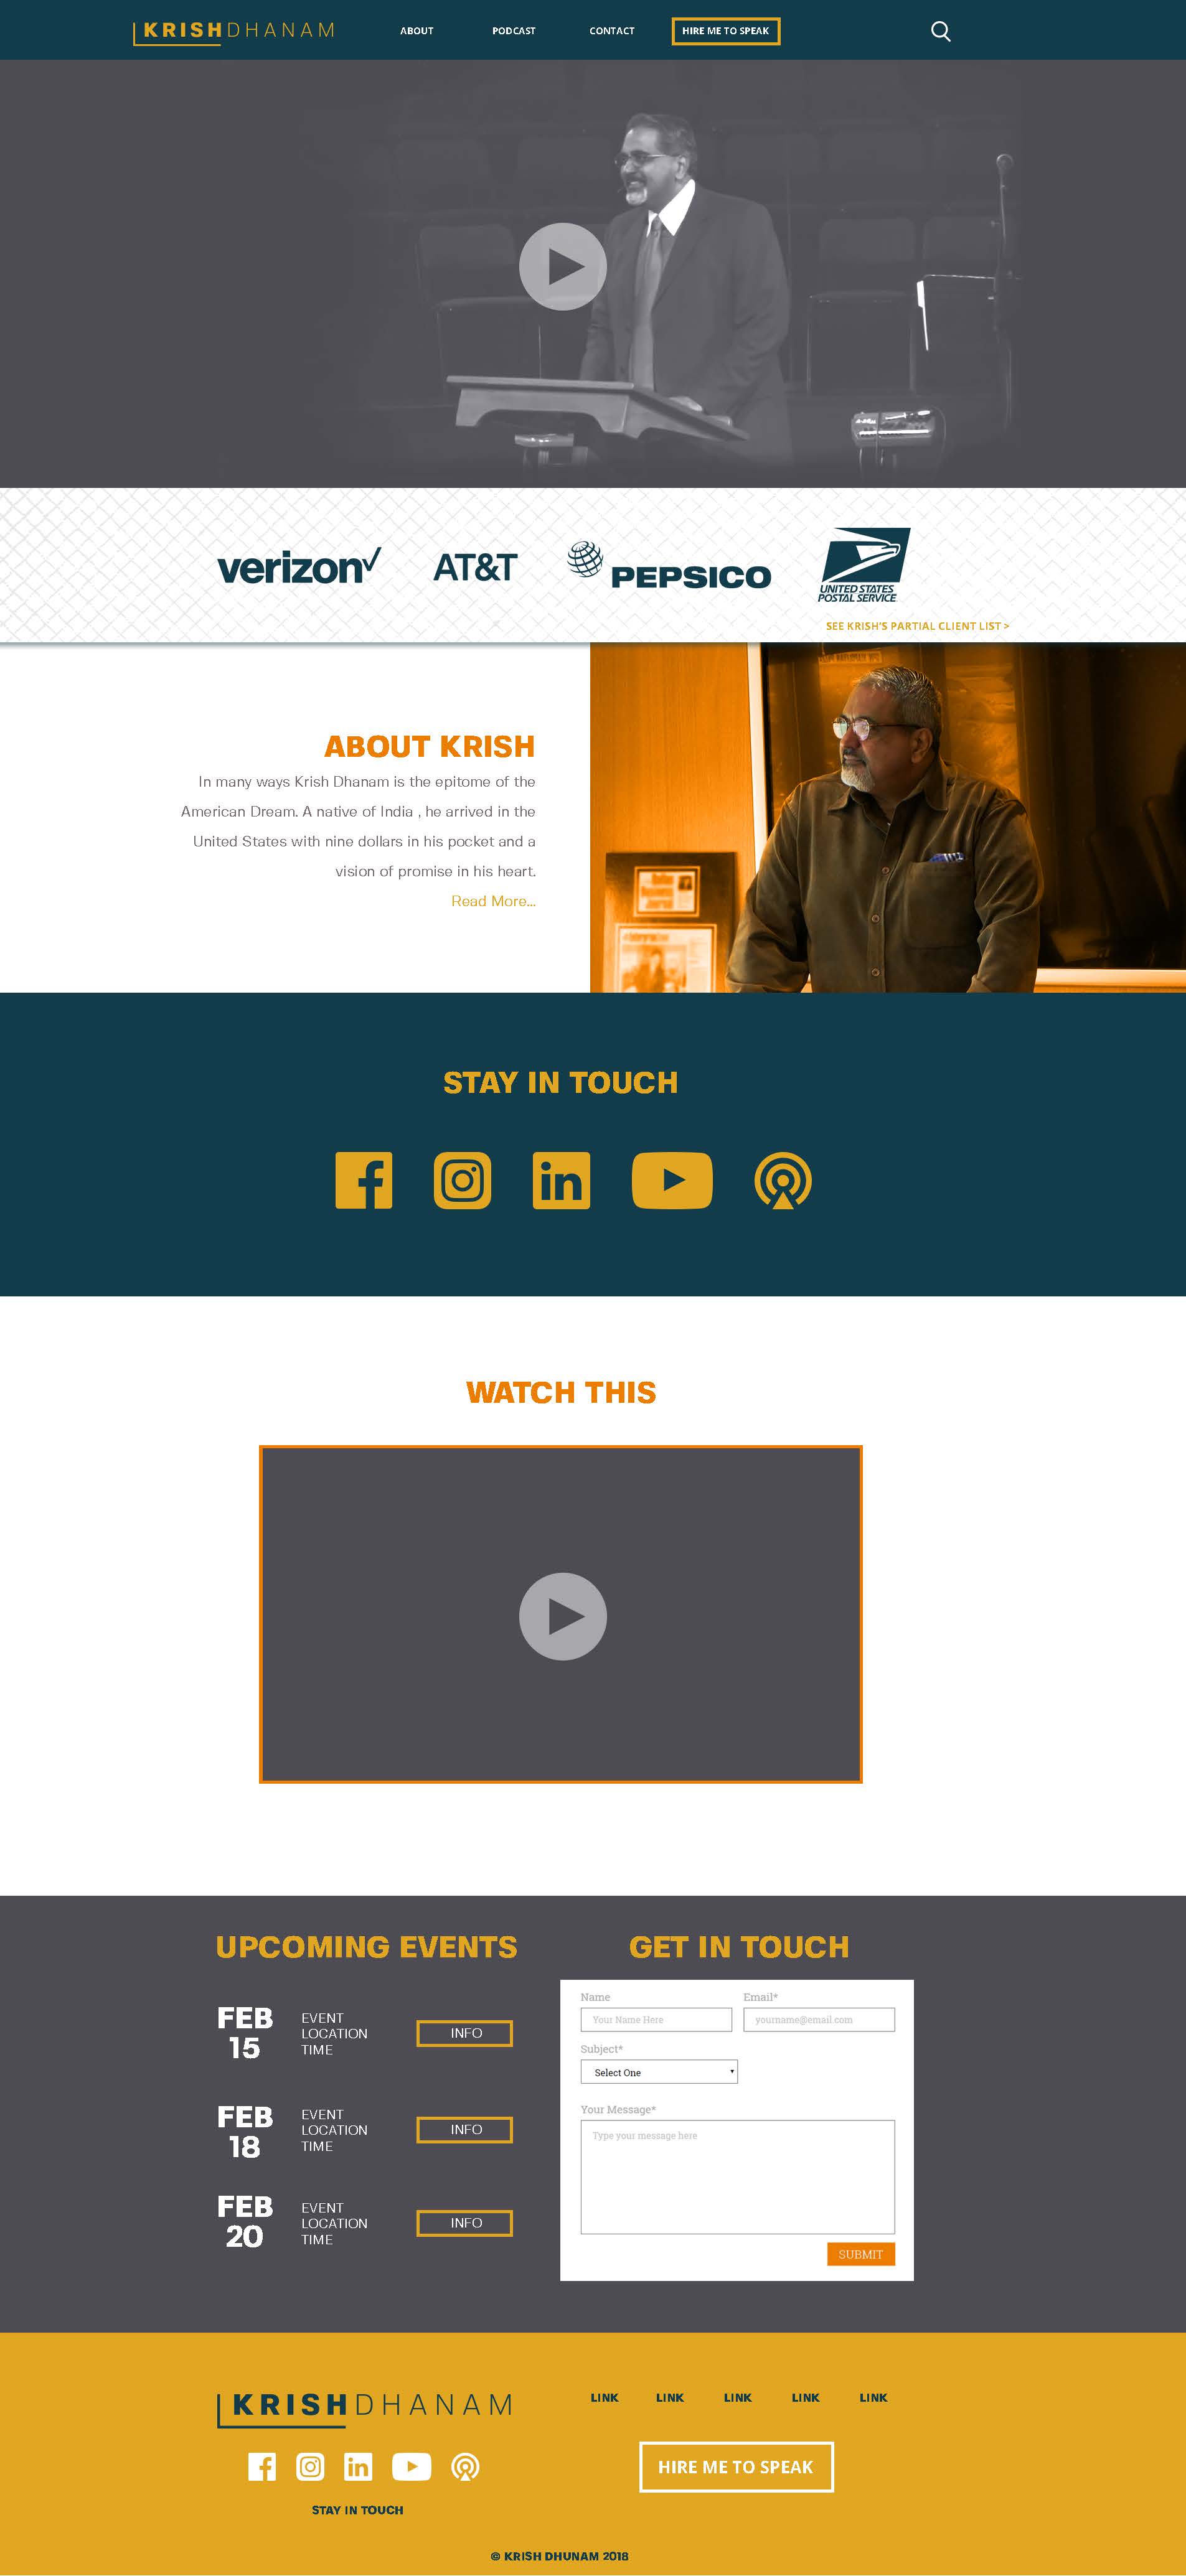 KRISHDHANAM
ABOUT
PODCAST
CONTACT
HIRE ME TO SPEAK
verizon
AT&T
PEPSICO
UNITED STATES
POSTAL SERVICE
SEE KRISH'S PARTIAL CLIENT LIST >
ABOUT KRISH
In many ways Krish Dhanam is the epitome of the
American Dream. A native of India , he arrived in the
United States with nine dollars in his pocket and a
vision of promise in his heart.
Read More...
STAY IN TOUCH
WATCH THIS
UPCOMING EVENTS
FEB
15
EVENT
LOCATION
TIME
INFO
FEB
18
EVENT
LOCATION
TIME
INFO
FEB
20
EVENT
LOCATION
TIME
INFO
GET IN TOUCH
Name
Email*
Your Name Here
yourname@email.com
Subject*
Select One
Your Message*
Type your message here
SUBMIT
KRISHDHANAM
STAY IN TOUCH
LINK LINK LINK LINK LINK
HIRE ME TO SPEAK
© KRISH DHUNAM 2018